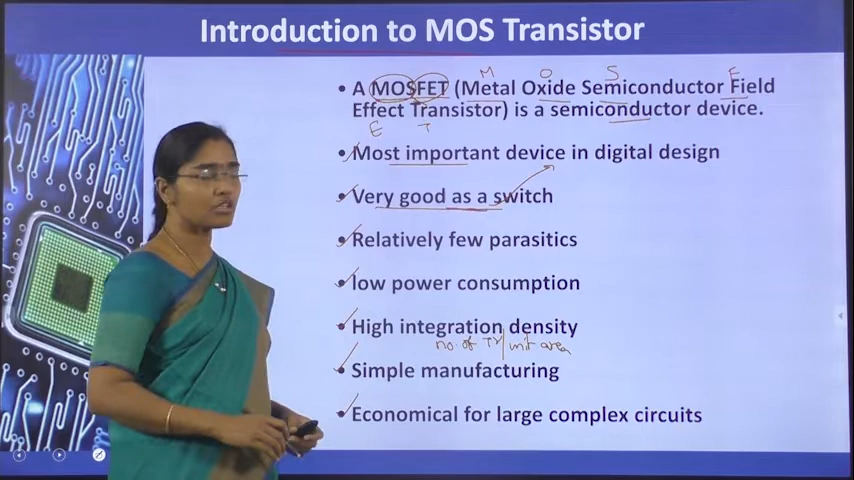 Introduction to MOS Transistor
M O S F
• A MOSFET (Metal Oxide Semiconductor Field
Effect Transistor) is a semiconductor device.
E T
• Most important device in digital design
• Very good as a switch
• Relatively few parasitics
• low power consumption
• High integration density
no. of Tr/unit area
• Simple manufacturing
• Economical for large complex circuits